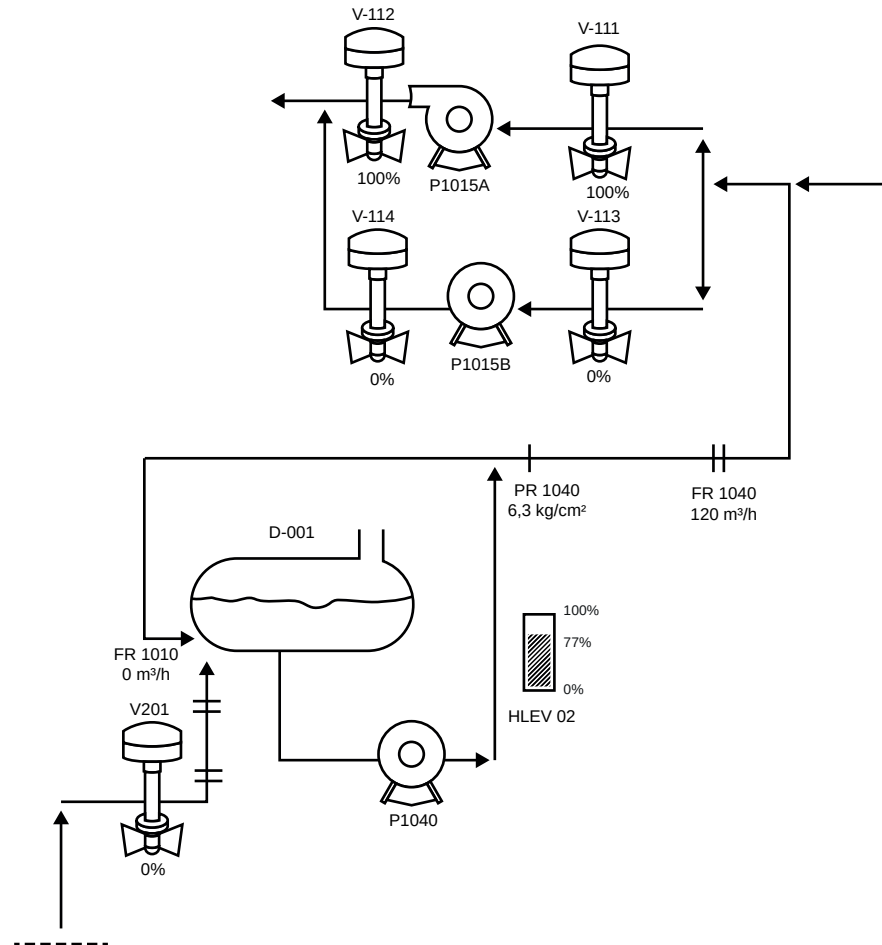 V-112
V-111
100%
P1015A
100%
V-114
V-113
0%
P1015B
0%
PR 1040
6,3 kg/cm²
FR 1040
120 m³/h
D-001
100%
77%
0%
HLEV 02
FR 1010
0 m³/h
V201
P1040
0%